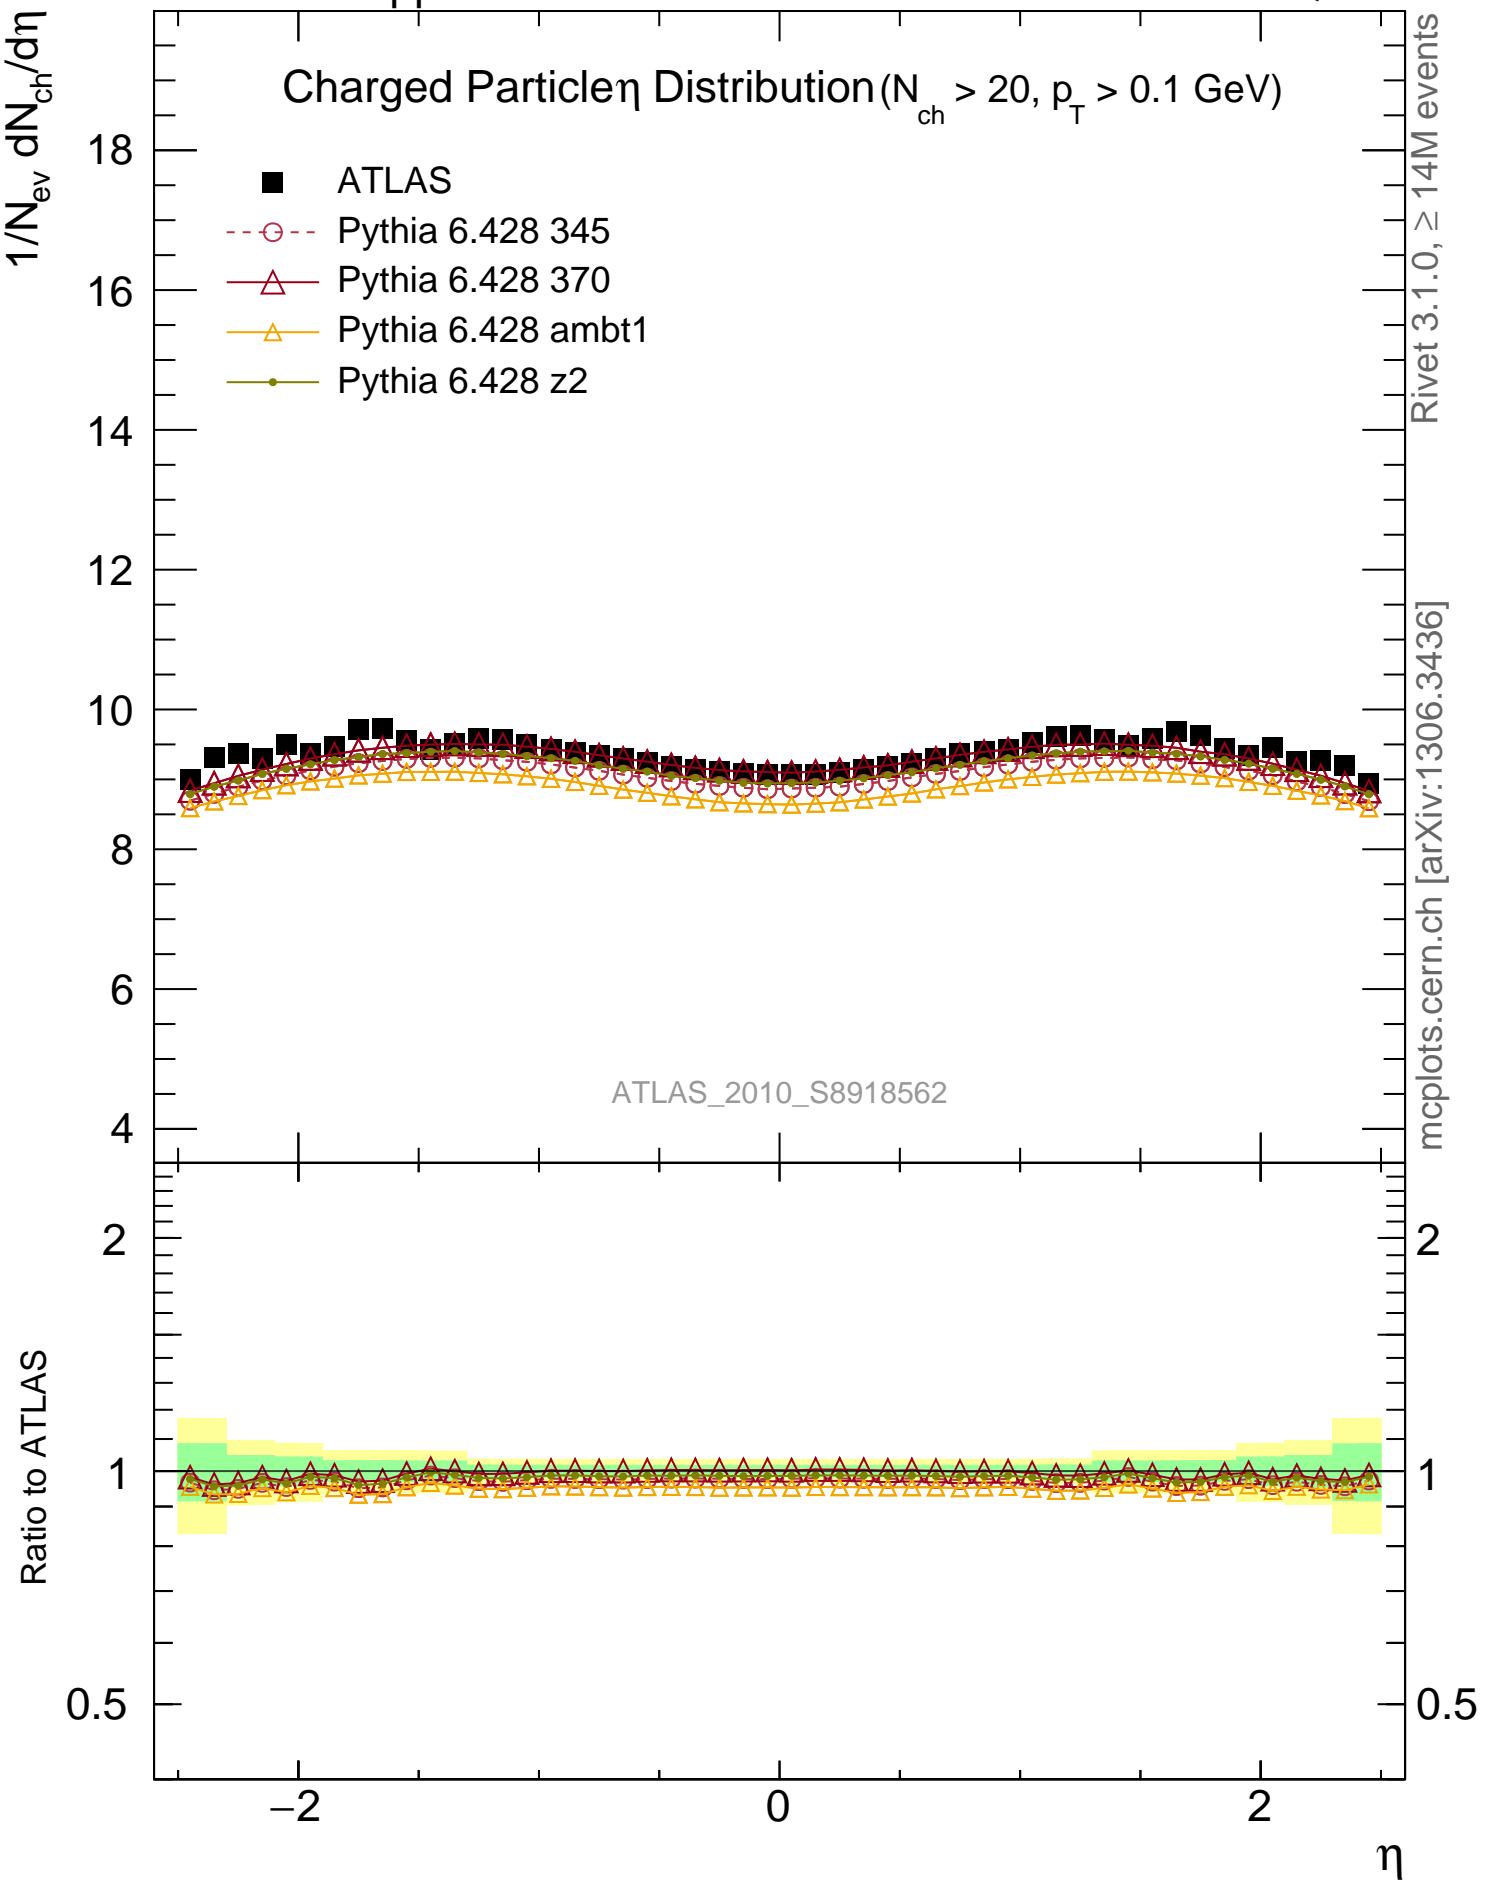 1/N_ev dN_ch/dη
Charged Particleη Distribution (N_ch > 20, p_T > 0.1 GeV)
ATLAS
Pythia 6.428 345
Pythia 6.428 370
Pythia 6.428 ambt1
Pythia 6.428 z2
18
16
14
12
10
8
6
4
ATLAS_2010_S8918562
Rivet 3.1.0, ≥ 14M events
mcplots.cern.ch [arXiv:1306.3436]
Ratio to ATLAS
2
1
0.5
2
1
0.5
−2
0
2
η